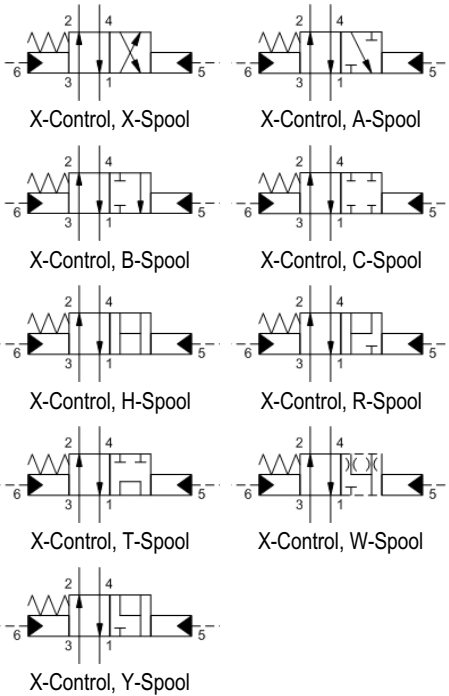 2 4
6 3 1 5
X-Control, X-Spool
2 4
6 3 1 5
X-Control, A-Spool
2 4
6 3 1 5
X-Control, B-Spool
2 4
6 3 1 5
X-Control, C-Spool
2 4
6 3 1 5
X-Control, H-Spool
2 4
6 3 1 5
X-Control, R-Spool
2 4
6 3 1 5
X-Control, T-Spool
2 4
6 3 1 5
X-Control, W-Spool
2 4
6 3 1 5
X-Control, Y-Spool